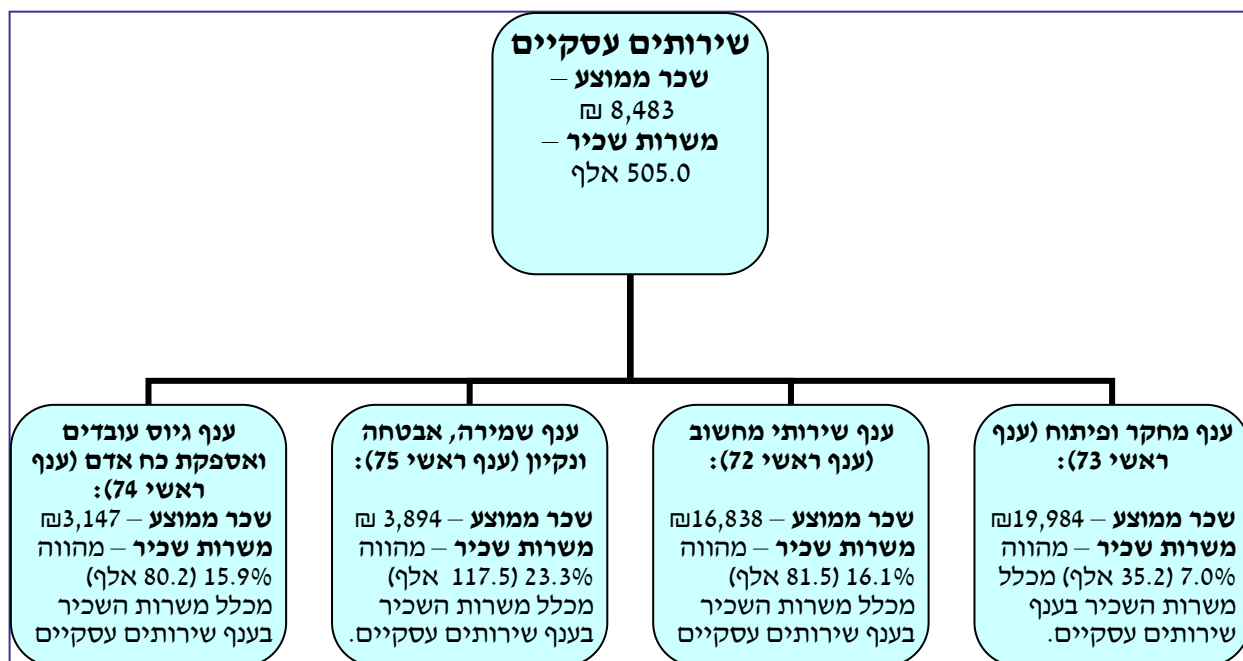 שירותים עסקיים
שכר ממוצע –
8,483 ₪
משרות שכיר –
505.0 אלף
ענף מחקר ופיתוח (ענף
ראשי 73):
שכר ממוצע – 19,984₪
משרות שכיר – מהווה
7.0% (35.2 אלף) מכלל
משרות השכיר בענף
שירותים עסקיים.
ענף שירותי מחשוב
(ענף ראשי 72):
שכר ממוצע – 16,838₪
משרות שכיר – מהווה
16.1% (81.5 אלף)
מכלל משרות השכיר
בענף שירותים עסקיים
ענף שמירה, אבטחה
ונקיון (ענף ראשי 75):
שכר ממוצע – 3,894 ₪
משרות שכיר – מהווה
23.3% (117.5 אלף)
מכלל משרות השכיר
בענף שירותים עסקיים.
ענף גיוס עובדים
ואספקת כח אדם (ענף
ראשי 74):
שכר ממוצע – 3,147₪
משרות שכיר – מהווה
15.9% (80.2 אלף)
מכלל משרות השכיר
בענף שירותים עסקיים